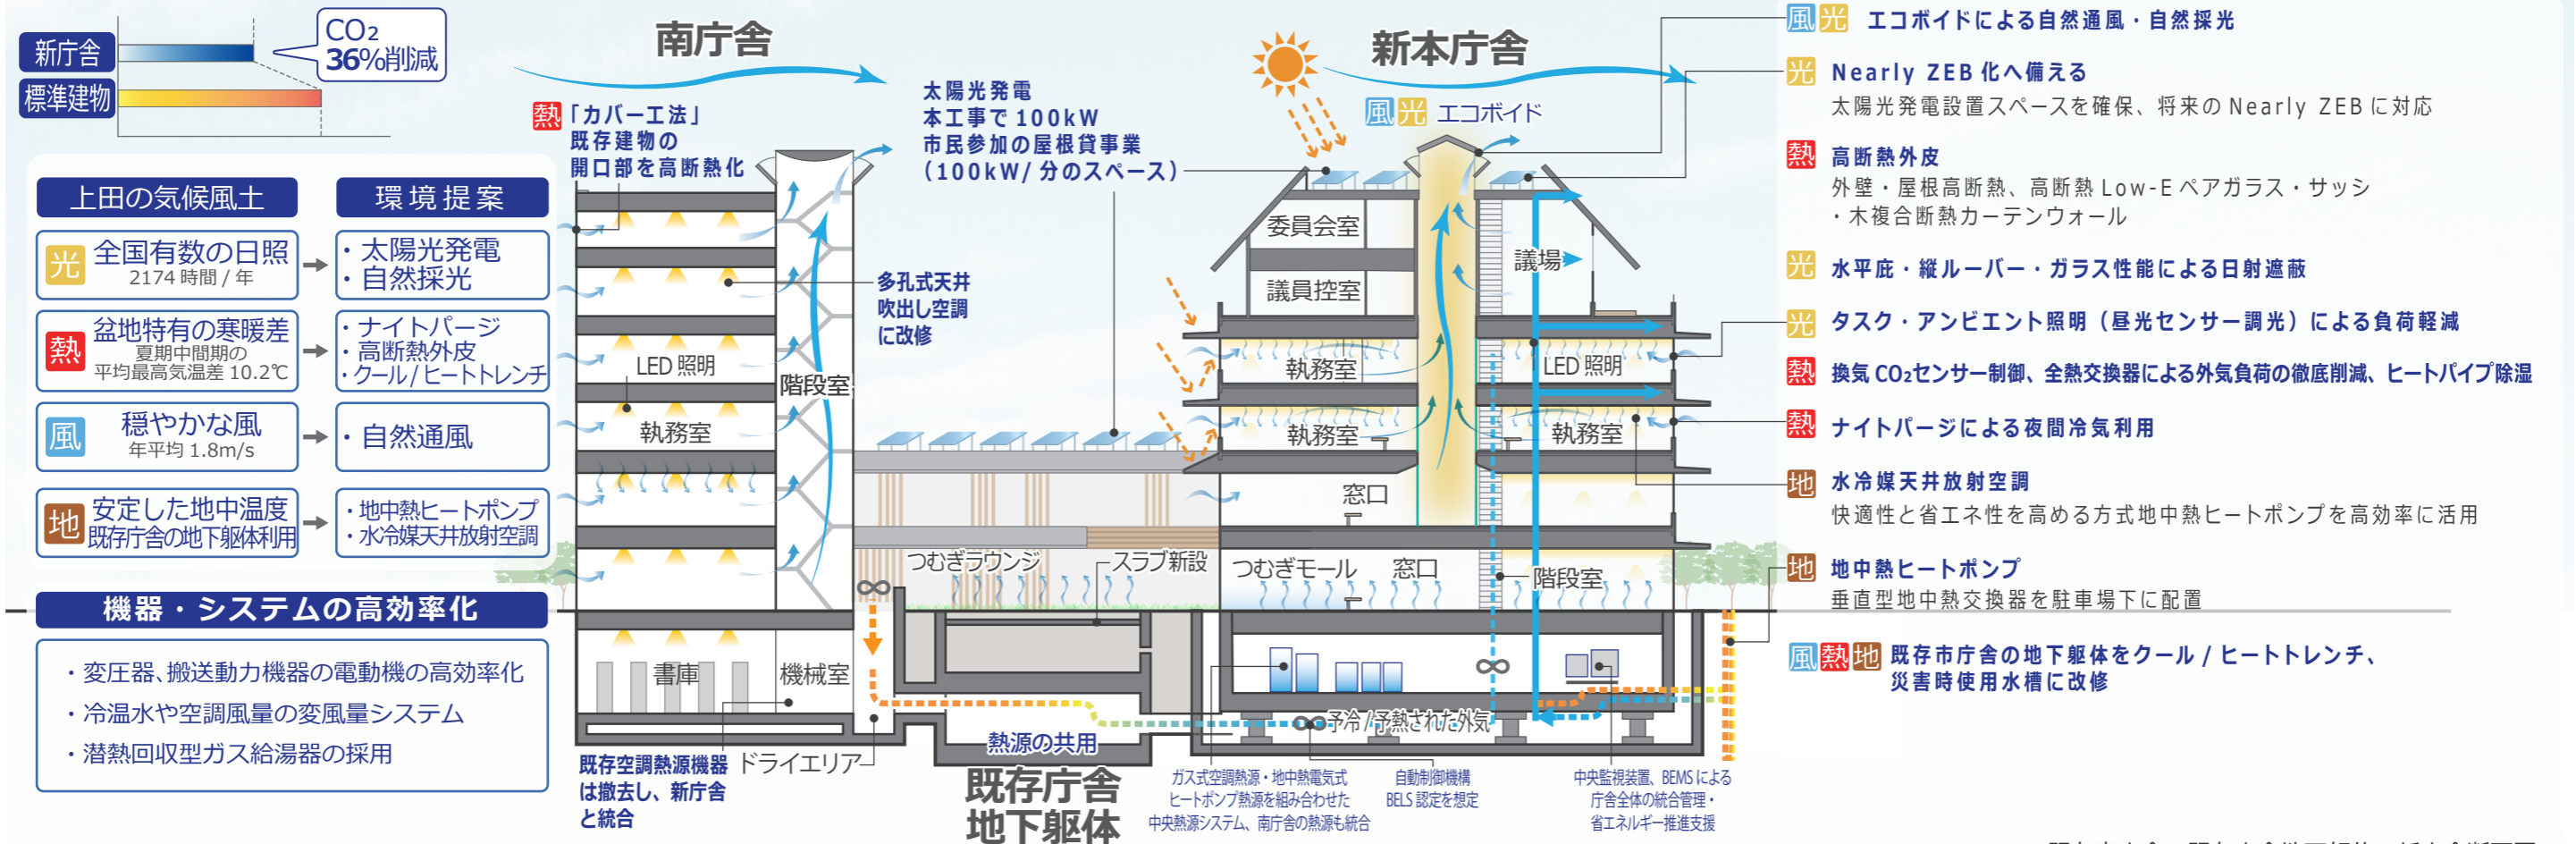 新庁舎
標準建物
CO₂
36%削減
上田の気候風土
環境提案
光
全国有数の日照
2174時間/年
・太陽光発電
・自然採光
熱
盆地特有の寒暖差
夏期中間期の
平均最高気温差10.2℃
・ナイトパージ
・高断熱外皮
・クール/ヒートトレンチ
風
穏やかな風
年平均1.8m/s
・自然通風
地
安定した地中温度
既存庁舎の地下躯体利用
・地中熱ヒートポンプ
・水冷媒天井放射空調
機器・システムの高効率化
・変圧器、搬送動力機器の電動機の高効率化
・冷温水や空調風量の変風量システム
・潜熱回収型ガス給湯器の採用
南庁舎
熱「カバー工法」
既存建物の
開口部を高断熱化
太陽光発電
本工事で100kW
市民参加の屋根貸事業
（100kW/分のスペース）
多孔式天井
吹出し空調
に改修
LED照明
階段室
執務室
書庫
機械室
既存空調熱源機器
は撤去し、新庁舎
と統合
ドライエリア
つむぎラウンジ
スラブ新設
熱源の共用
既存庁舎
地下躯体
新本庁舎
風光 エコボイド
委員会室
議員控室
議場
執務室
LED照明
執務室
執務室
窓口
つむぎモール
窓口
階段室
予冷/予熱された外気
ガス式空調熱源・地中熱電気式
ヒートポンプ熱源を組み合わせた
中央熱源システム、南庁舎の熱源も統合
自動制御機構
BELS認定を想定
中央監視装置、BEMSによる
庁舎全体の統合管理・
省エネルギー推進支援
風光 エコボイドによる自然通風・自然採光
光 Nearly ZEB化へ備える
太陽光発電設置スペースを確保、将来のNearly ZEBに対応
熱 高断熱外皮
外壁・屋根高断熱、高断熱Low-Eペアガラス・サッシ
・木複合断熱カーテンウォール
光 水平庇・縦ルーバー・ガラス性能による日射遮蔽
光 タスク・アンビエント照明（昼光センサー調光）による負荷軽減
熱 換気CO₂センサー制御、全熱交換器による外気負荷の徹底削減、ヒートパイプ除湿
熱 ナイトパージによる夜間冷気利用
地 水冷媒天井放射空調
快適性と省エネ性を高める方式地中熱ヒートポンプを高効率に活用
地 地中熱ヒートポンプ
垂直型地中熱交換器を駐車場下に配置
風熱地 既存市庁舎の地下躯体をクール/ヒートトレンチ、
災害時使用水槽に改修